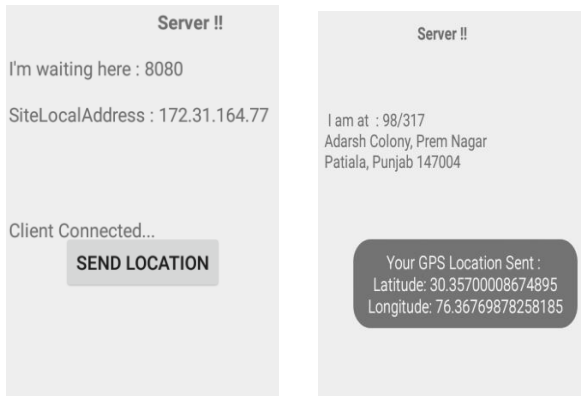 Server !!
I'm waiting here : 8080
SiteLocalAddress : 172.31.164.77
Client Connected...
SEND LOCATION
Server !!
I am at : 98/317
Adarsh Colony, Prem Nagar
Patiala, Punjab 147004
Your GPS Location Sent :
Latitude: 30.35700008674895
Longitude: 76.36769878258185